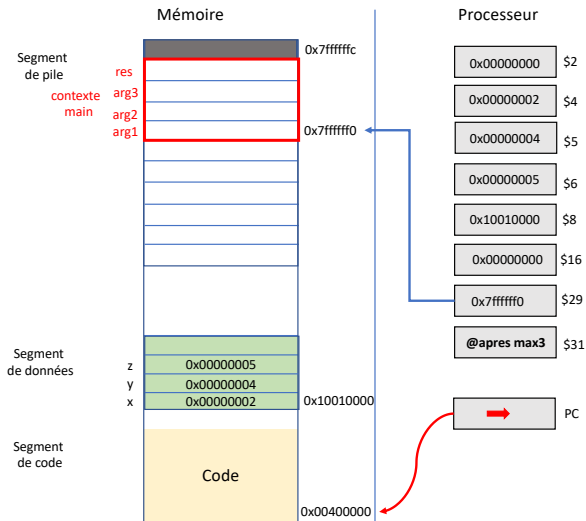 Mémoire
Processeur
0x7ffffffc
Segment
de pile
res
arg3
arg2
arg1
contexte
main
0x7ffffff0
0x00000000 $2
0x00000002 $4
0x00000004 $5
0x00000005 $6
0x10010000 $8
0x00000000 $16
0x7ffffff0 $29
@apres max3 $31
PC
Segment
de données
z 0x00000005
y 0x00000004
x 0x00000002 0x10010000
Segment
de code
Code
0x00400000